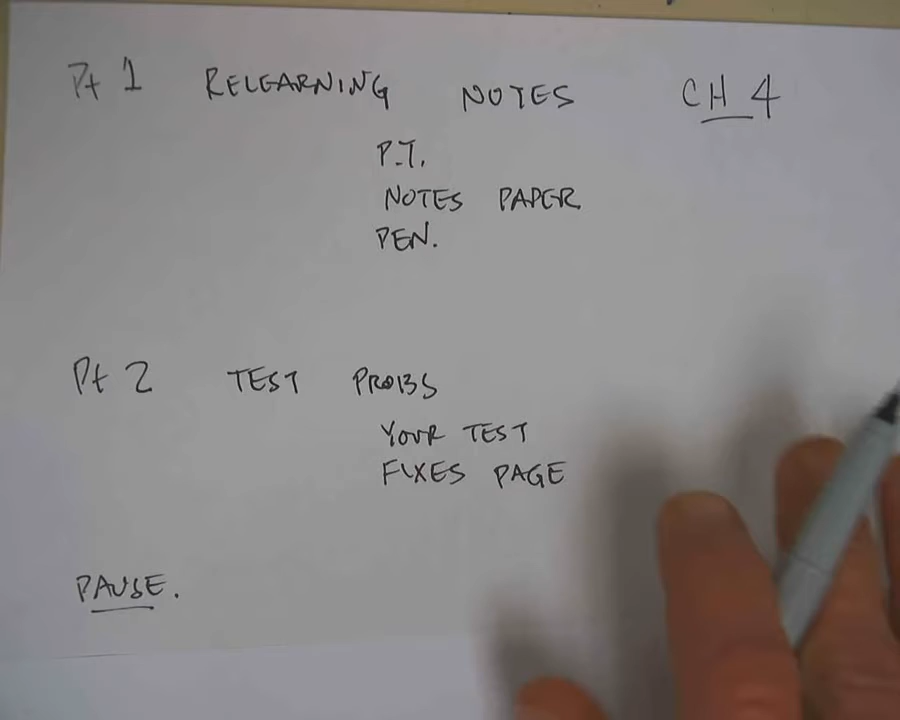 Pt 1 RELEARNING NOTES CH 4
P.T.
NOTES PAPER
PEN.
Pt 2 TEST PROBS
YOUR TEST
FIXES PAGE
PAUSE.